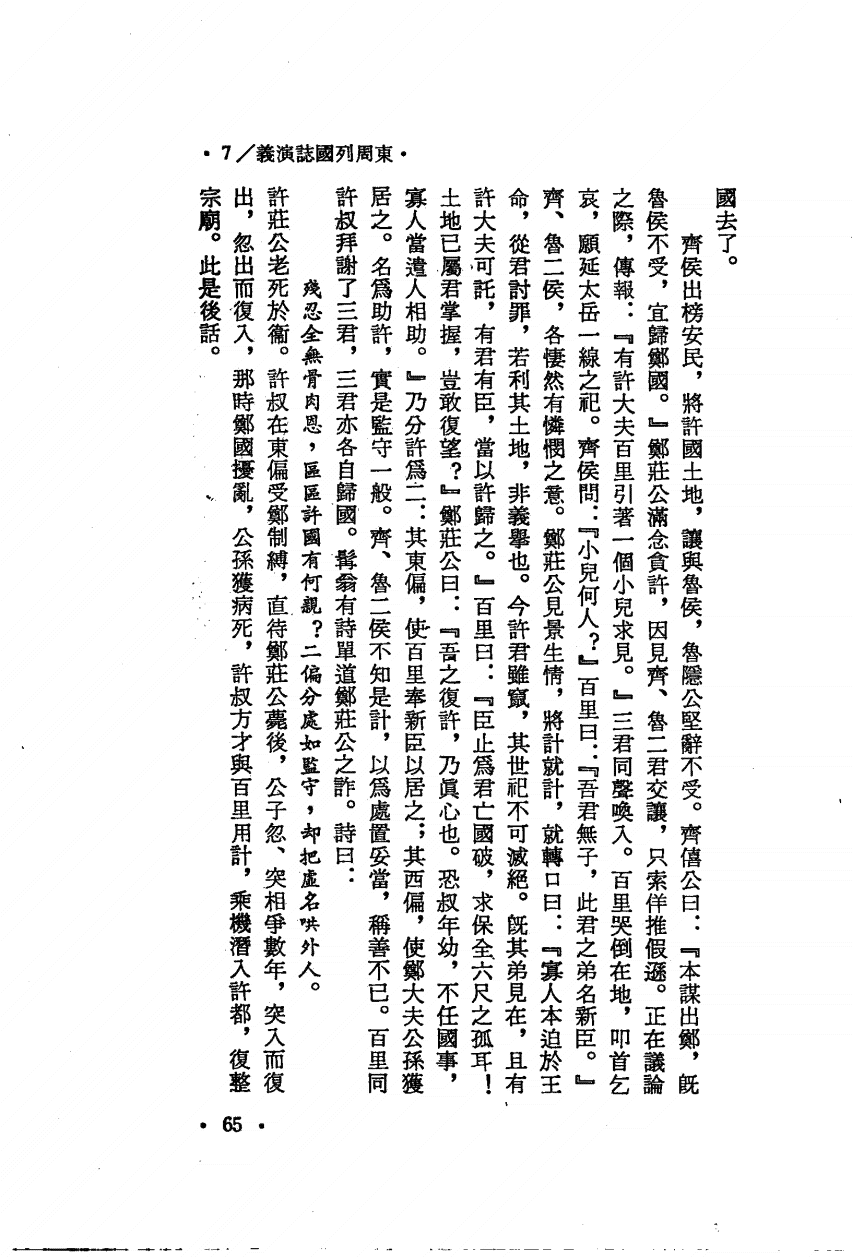 ・7／義演誌國列周東・
國去了。
齊侯出榜安民，將許國土地，讓與魯侯，魯隱公堅辭不受。齊僖公曰：『本謀出鄭，旣
魯侯不受，宜歸鄭國。』鄭莊公滿念貪許，因見齊、魯二君交讓，只索佯推假遜。正在議論
之際，傳報：『有許大夫百里引著一個小兒求見。』三君同聲喚入。百里哭倒在地，叩首乞
哀，願延太岳一線之祀。齊侯問：『小兒何人？』百里曰：『吾君無子，此君之弟名新臣。』
齊、魯二侯，各悽然有憐憫之意。鄭莊公見景生情，將計就計，就轉口曰：『寡人本迫於王
命，從君討罪，若利其土地，非義舉也。今許君雖竄，其世祀不可滅絕。旣其弟見在，且有
許大夫可託，有君有臣，當以許歸之。』百里曰：『臣止爲君亡國破，求保全六尺之孤耳！
土地已屬君掌握，豈敢復望？』鄭莊公曰：『吾之復許，乃眞心也。恐叔年幼，不任國事，
寡人當遣人相助。』乃分許爲二：其東偏，使百里奉新臣以居之；其西偏，使鄭大夫公孫獲
居之。名爲助許，實是監守一般。齊、魯二侯不知是計，以爲處置妥當，稱善不已。百里同
許叔拜謝了三君，三君亦各自歸國。髯翁有詩單道鄭莊公之詐。詩曰：
殘忍全無骨肉恩，區區許國有何親？二偏分處如監守，却把虛名哄外人。
許莊公老死於衞。許叔在東偏受鄭制縛，直待鄭莊公薨後，公子忽、突相爭數年，突入而復
出，忽出而復入，那時鄭國擾亂，公孫獲病死，許叔方才與百里用計，乘機潛入許都，復整
宗廟。此是後話。
・65・